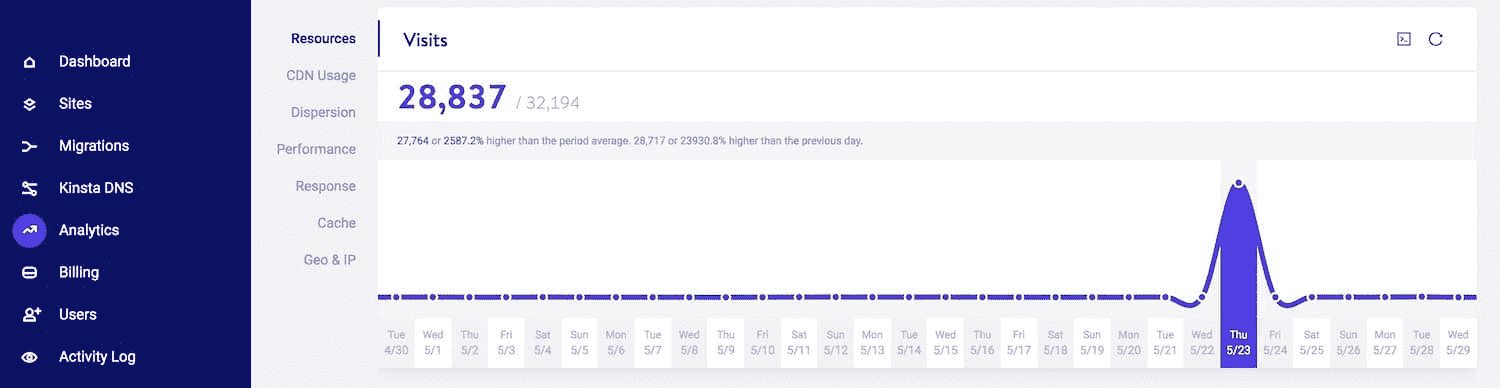 Dashboard
Sites
Migrations
Kinsta DNS
Analytics
Billing
Users
Activity Log
Resources
CDN Usage
Dispersion
Performance
Response
Cache
Geo & IP
Visits
28,837 / 32,194
27,764 or 2587.2% higher than the period average. 28,717 or 23930.8% higher than the previous day.
Tue Wed Thu Fri Sat Sun Mon Tue Wed Thu Fri Sat Sun Mon Tue Wed Thu Fri Sat Sun Mon Tue Wed Thu Fri Sat Sun Mon Tue Wed
4/30 5/1 5/2 5/3 5/4 5/5 5/6 5/7 5/8 5/9 5/10 5/11 5/12 5/13 5/14 5/15 5/16 5/17 5/18 5/19 5/20 5/21 5/22 5/23 5/24 5/25 5/26 5/27 5/28 5/29